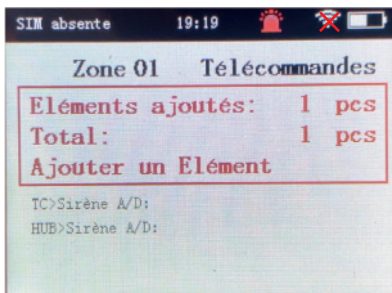 SIM absente 19:19
Zone 01 Télécommandes
Eléments ajoutés: 1 pcs
Total: 1 pcs
Ajouter un Elément
TC>Sirène A/D:
HUB>Sirène A/D: